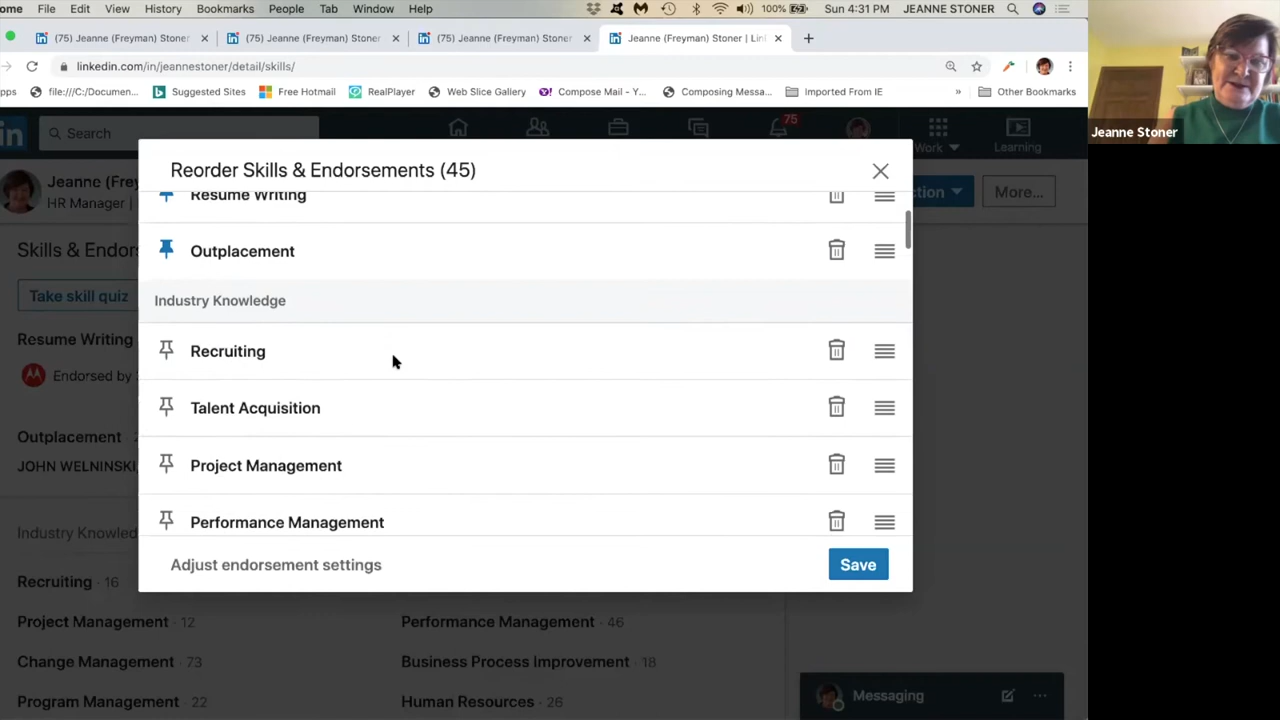 ome File Edit View History Bookmarks People Tab Window Help 100% Sun 4:31 PM JEANNE STONER
(75) Jeanne (Freyman) Stoner (75) Jeanne (Freyman) Stoner (75) Jeanne (Freyman) Stoner Jeanne (Freyman) Stoner | Lin
linkedin.com/in/jeannestoner/detail/skills/
pps file:///C:/Documen... Suggested Sites Free Hotmail RealPlayer Web Slice Gallery Compose Mail - Y... Composing Messa... Imported From IE » Other Bookmarks
in Search 75
Work Learning
Jeanne Stoner
Reorder Skills & Endorsements (45)
Jeanne (Frey
HR Manager |
ction More...
Resume Writing
Skills & Endors
Outplacement
Take skill quiz
Industry Knowledge
Resume Writing
Recruiting
Endorsed by
Talent Acquisition
Outplacement
JOHN WELNINSKI,
Project Management
Performance Management
Industry Knowled
Adjust endorsement settings Save
Recruiting · 16
Project Management · 12 Performance Management · 46
Change Management · 73 Business Process Improvement · 18
Program Management · 22 Human Resources · 26
Messaging